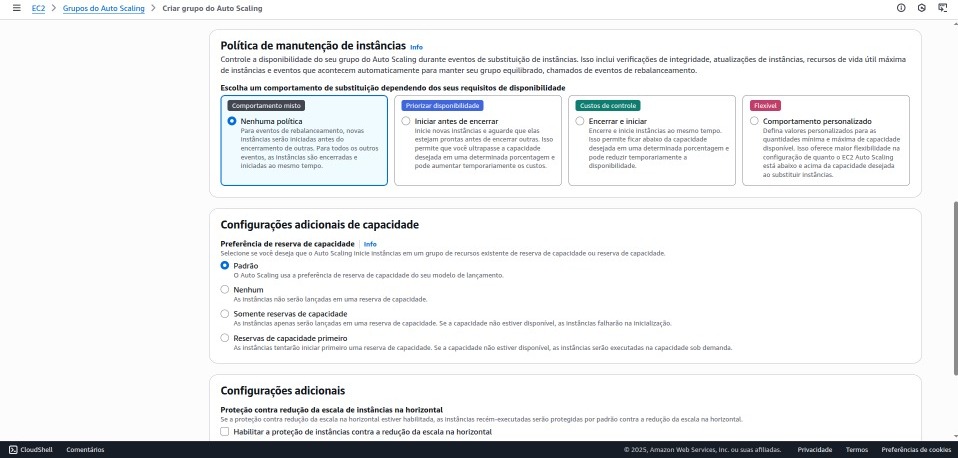 EC2 > Grupos do Auto Scaling > Criar grupo do Auto Scaling
Política de manutenção de instâncias Info
Controle a disponibilidade do seu grupo do Auto Scaling durante eventos de substituição de instâncias. Isso inclui verificações de integridade, atualizações de instâncias, recursos de vida útil máxima
de instâncias e eventos que acontecem automaticamente para manter seu grupo equilibrado, chamados de eventos de rebalanceamento.
Escolha um comportamento de substituição dependendo dos seus requisitos de disponibilidade
Comportamento misto
Nenhuma política
Para eventos de rebalanceamento, novas
instâncias serão iniciadas antes do
encerramento de outras. Para todos os outros
eventos, as instâncias são encerradas e
iniciadas ao mesmo tempo.
Priorizar disponibilidade
Iniciar antes de encerrar
Inicie novas instâncias e aguarde que elas
estejam prontas antes de encerrar outras. Isso
permite que você ultrapasse a capacidade
desejada em uma determinada porcentagem e
pode aumentar temporariamente os custos.
Custos de controle
Encerrar e iniciar
Encerre e inicie instâncias ao mesmo tempo.
Isso permite ficar abaixo da capacidade
desejada em uma determinada porcentagem e
pode reduzir temporariamente a
disponibilidade.
Flexível
Comportamento personalizado
Defina valores personalizados para as
quantidades mínima e máxima de capacidade
disponível. Isso oferece maior flexibilidade na
configuração de quanto o EC2 Auto Scaling
está abaixo e acima da capacidade desejada
ao substituir instâncias.
Configurações adicionais de capacidade
Preferência de reserva de capacidade | Info
Selecione se você deseja que o Auto Scaling inicie instâncias em um grupo de recursos existente de reserva de capacidade ou reserva de capacidade.
Padrão
O Auto Scaling usa a preferência de reserva de capacidade do seu modelo de lançamento.
Nenhum
As instâncias não serão lançadas em uma reserva de capacidade.
Somente reservas de capacidade
As instâncias apenas serão lançadas em uma reserva de capacidade. Se a capacidade não estiver disponível, as instâncias falharão na inicialização.
Reservas de capacidade primeiro
As instâncias tentarão iniciar primeiro uma reserva de capacidade. Se a capacidade não estiver disponível, as instâncias serão executadas na capacidade sob demanda.
Configurações adicionais
Proteção contra redução da escala de instâncias na horizontal
Se a proteção contra redução da escala na horizontal estiver habilitada, as instâncias recém-executadas serão protegidas por padrão contra a redução da escala na horizontal.
Habilitar a proteção de instâncias contra a redução da escala na horizontal
CloudShell Comentários © 2025, Amazon Web Services, Inc. ou suas afiliadas. Privacidade Termos Preferências de cookies